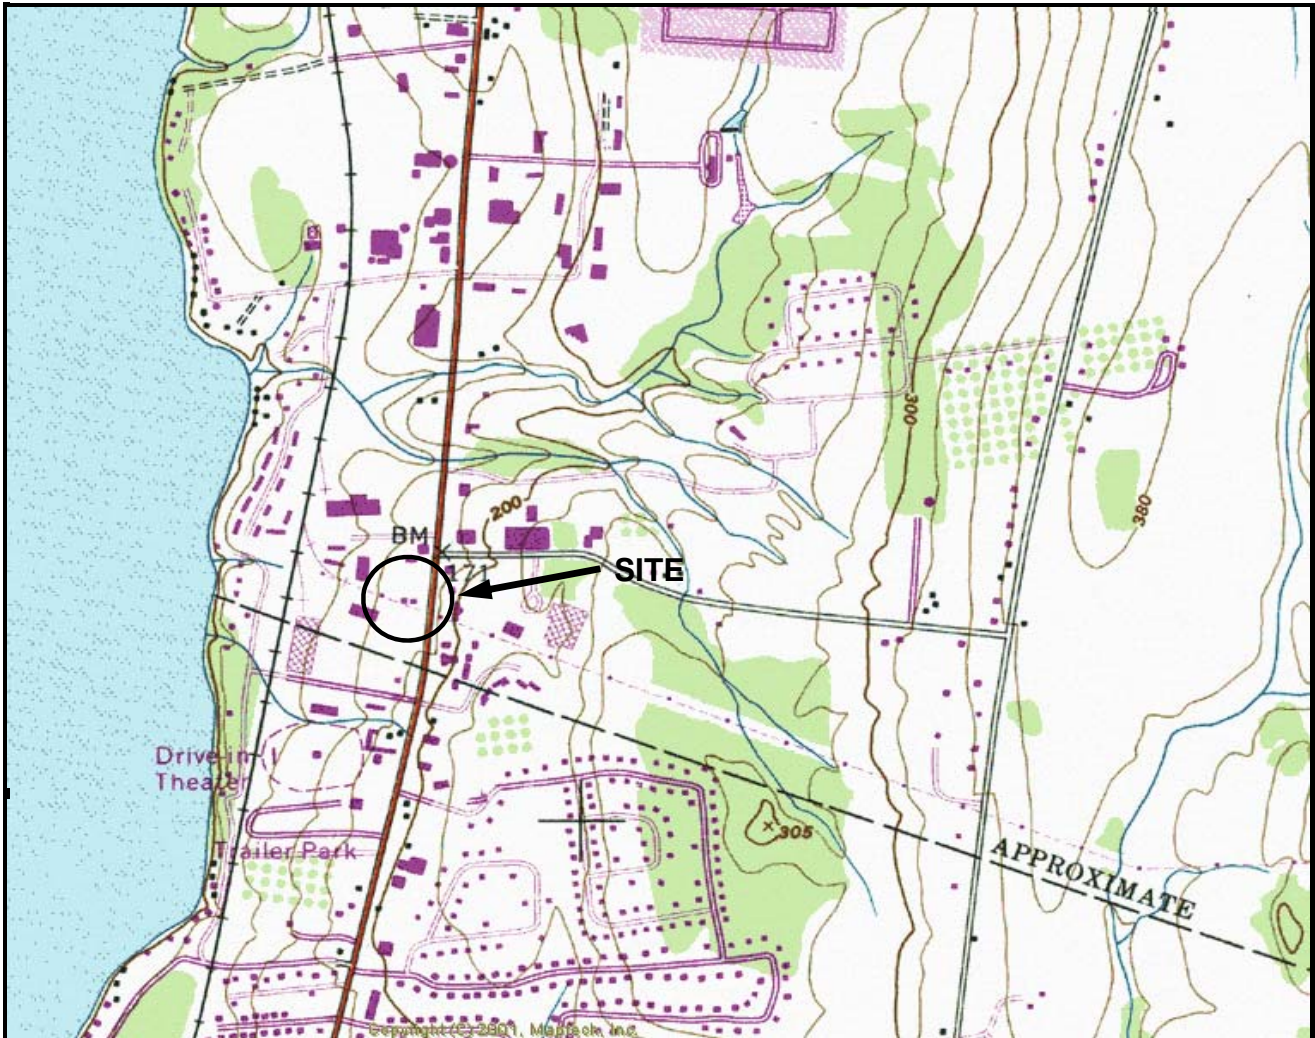 300
380
200
BM
171
SITE
Drive-in
Theater
305
Trailer Park
APPROXIMATE
Copyright (C) 2001, Maptech, Inc.